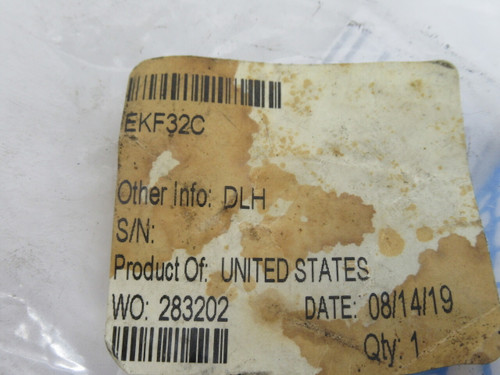 EKF32C
Other Info: DLH
S/N:
Product Of: UNITED STATES
WO: 283202 DATE: 08/14/19
Qty: 1